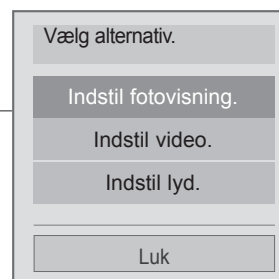 Vælg alternativ.
Indstil fotovisning.
Indstil video.
Indstil lyd.
Luk